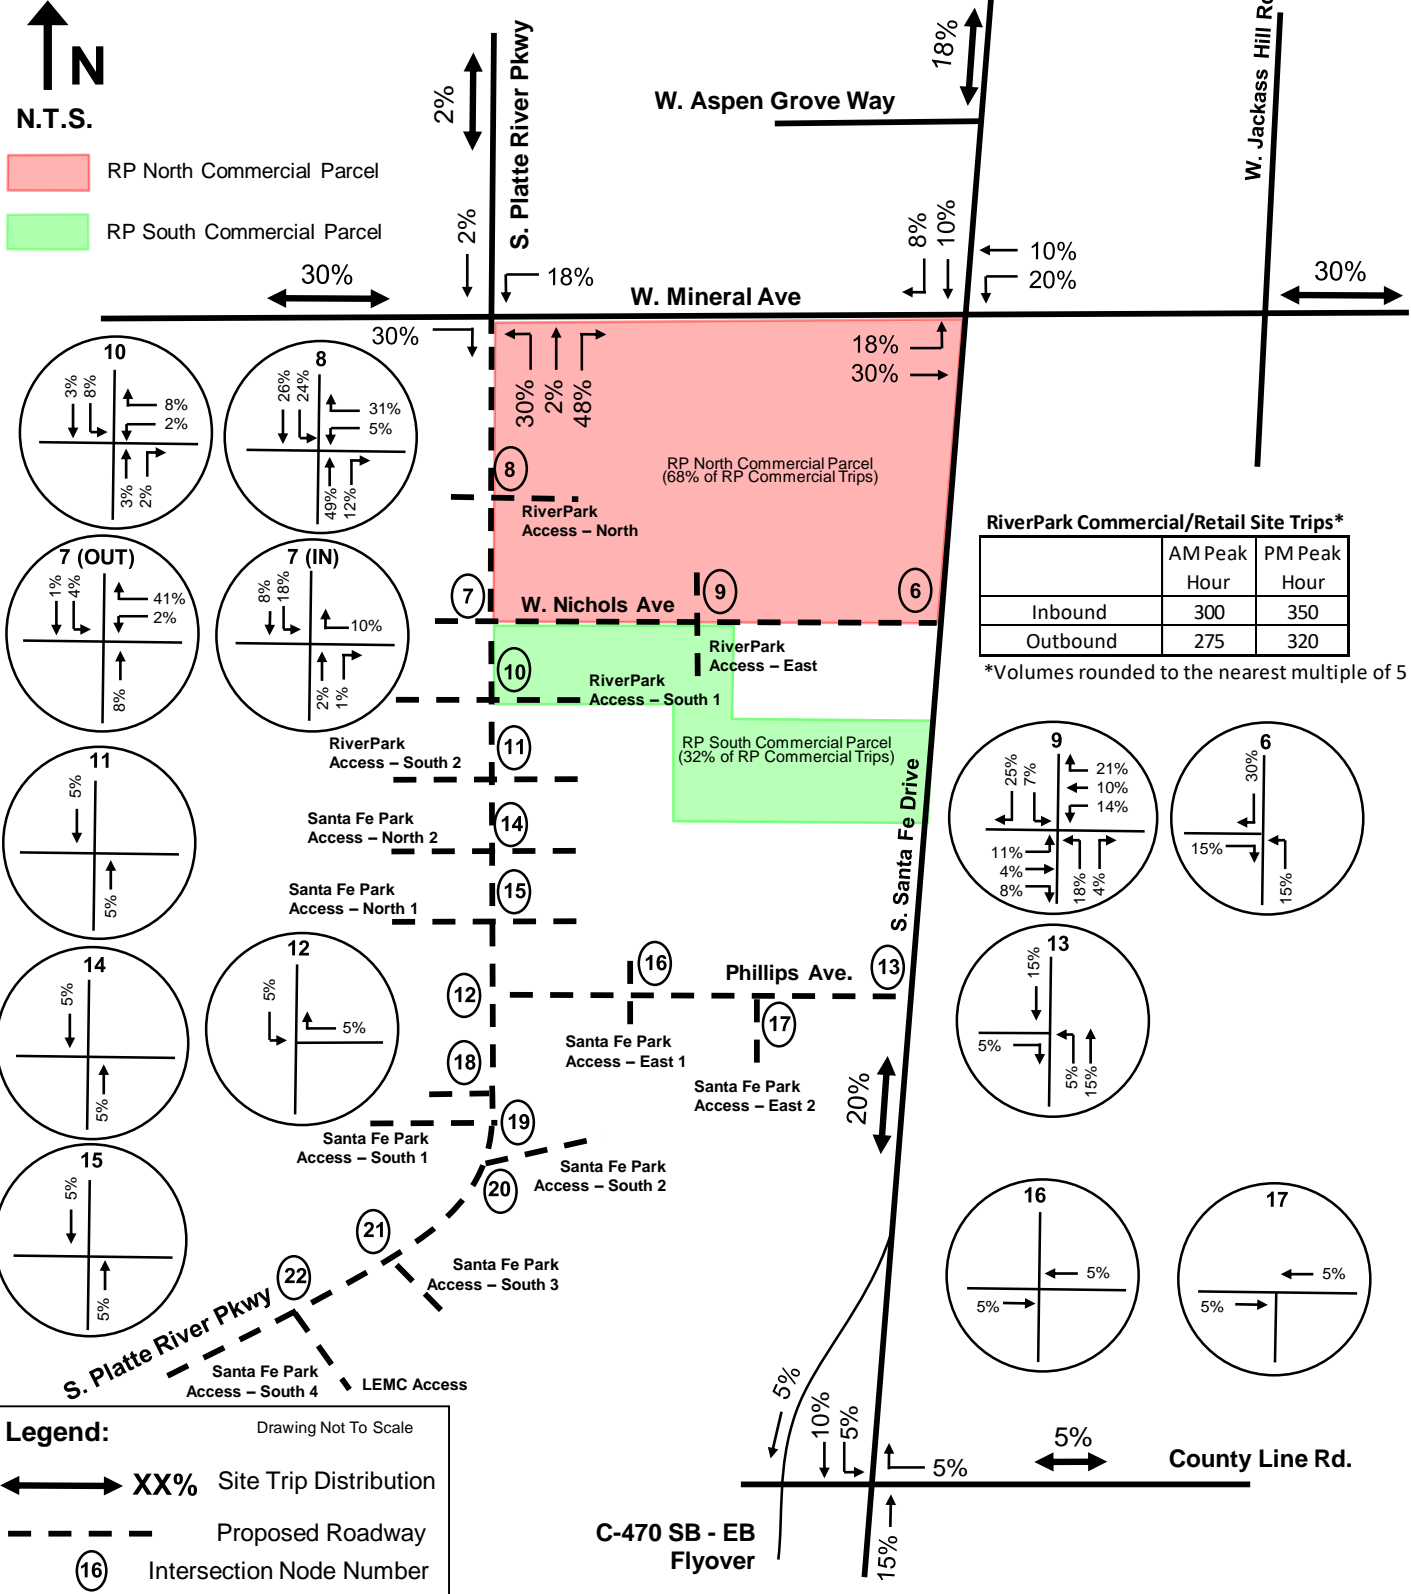 N
N.T.S.
RP North Commercial Parcel
RP South Commercial Parcel
2%
S. Platte River Pkwy
2%
18%
W. Aspen Grove Way
18%
W. Jackass Hill Rd
8%
10%
10%
20%
30%
W. Mineral Ave
30%
30%
30%
2%
48%
18%
30%
10
3%
8%
8%
2%
3%
2%
8
26%
24%
31%
5%
49%
12%
7 (OUT)
1%
4%
41%
2%
8%
7 (IN)
8%
18%
10%
2%
1%
8
RiverPark
Access – North
RP North Commercial Parcel
(68% of RP Commercial Trips)
7
W. Nichols Ave
9
6
RiverPark
Access – East
10
RiverPark
Access – South 1
RiverPark Commercial/Retail Site Trips*
AM Peak Hour
PM Peak Hour
Inbound 300 350
Outbound 275 320
*Volumes rounded to the nearest multiple of 5
11
RiverPark
Access – South 2
RP South Commercial Parcel
(32% of RP Commercial Trips)
Santa Fe Park
Access – North 2
14
Santa Fe Park
Access – North 1
15
S. Santa Fe Drive
11
5%
5%
9
25%
7%
21%
10%
14%
11%
4%
8%
18%
4%
6
30%
15%
15%
14
5%
5%
12
5%
5%
12
16
Phillips Ave.
13
17
Santa Fe Park
Access – East 1
Santa Fe Park
Access – East 2
13
15%
5%
5%
15%
18
19
Santa Fe Park
Access – South 1
20%
15
5%
5%
Santa Fe Park
Access – South 2
20
21
Santa Fe Park
Access – South 3
22
S. Platte River Pkwy
Santa Fe Park
Access – South 4
LEMC Access
16
5%
5%
17
5%
5%
5%
10%
5%
5%
5%
County Line Rd.
15%
C-470 SB - EB
Flyover
Legend:
Drawing Not To Scale
XX% Site Trip Distribution
Proposed Roadway
16 Intersection Node Number